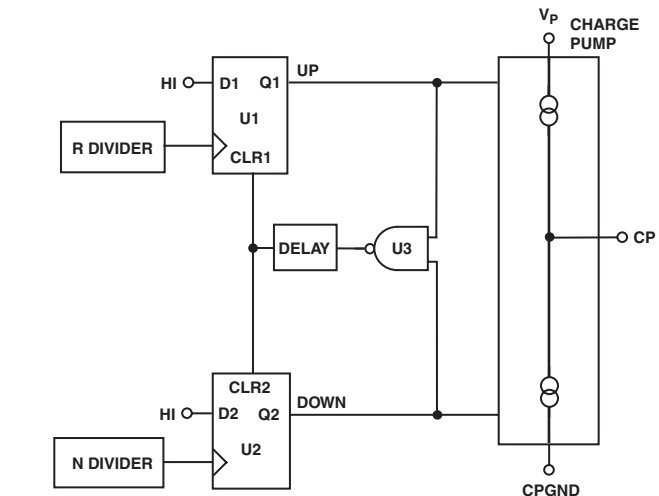 VP
CHARGE
PUMP
HI
D1
Q1
UP
U1
R DIVIDER
CLR1
DELAY
U3
CP
CLR2
HI
D2
Q2
DOWN
U2
N DIVIDER
CPGND